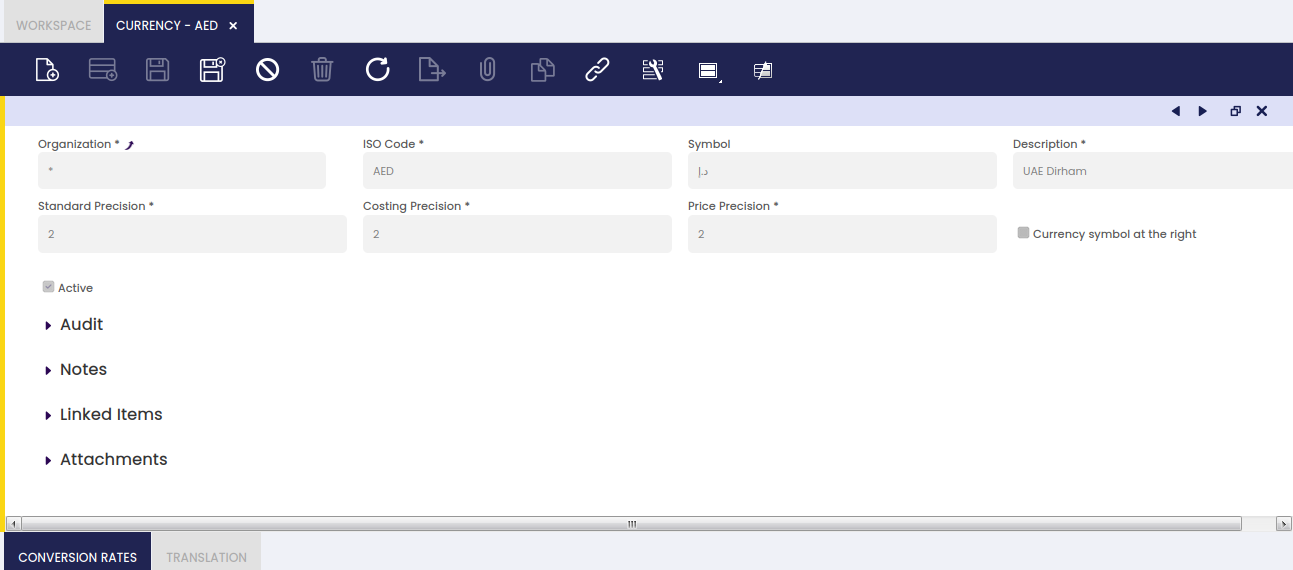 WORKSPACE
CURRENCY - AED
Organization *
ISO Code *
Symbol
Description *
*
AED
د.إ
UAE Dirham
Standard Precision *
Costing Precision *
Price Precision *
2
2
2
Currency symbol at the right
Active
Audit
Notes
Linked Items
Attachments
CONVERSION RATES
TRANSLATION